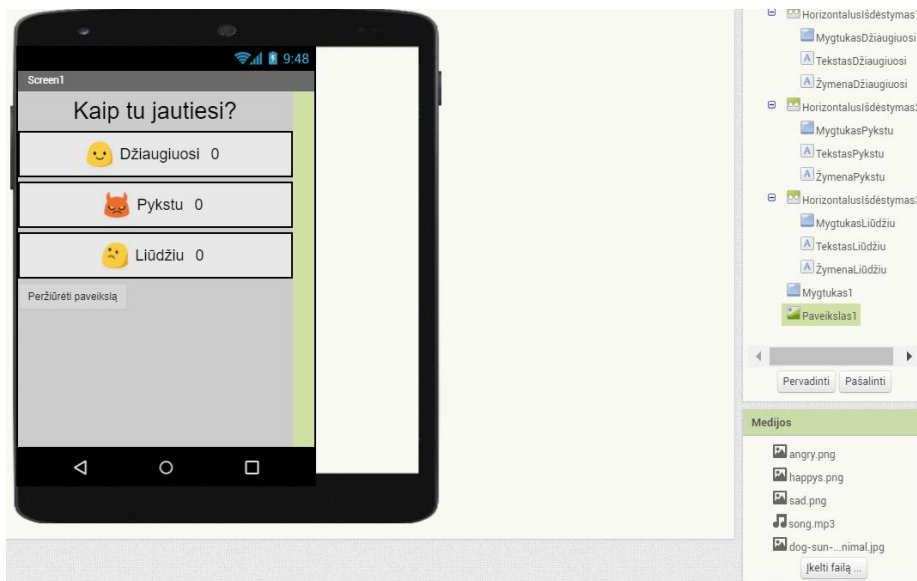 9:48
Screen1
Kaip tu jautiesi?
Džiaugiuosi 0
Pykstu 0
Liūdžiu 0
Peržiūrėti paveikslą
HorizontalusIšdėstymas1
MygtukasDžiaugiuosi
TekstasDžiaugiuosi
ŽymenaDžiaugiuosi
HorizontalusIšdėstymas2
MygtukasPykstu
TekstasPykstu
ŽymenaPykstu
HorizontalusIšdėstymas3
MygtukasLiūdžiu
TekstasLiūdžiu
ŽymenaLiūdžiu
Mygtukas1
Paveikslas1
Pervadinti Pašalinti
Medijos
angry.png
happys.png
sad.png
song.mp3
dog-sun-...nimal.jpg
Įkelti failą ...